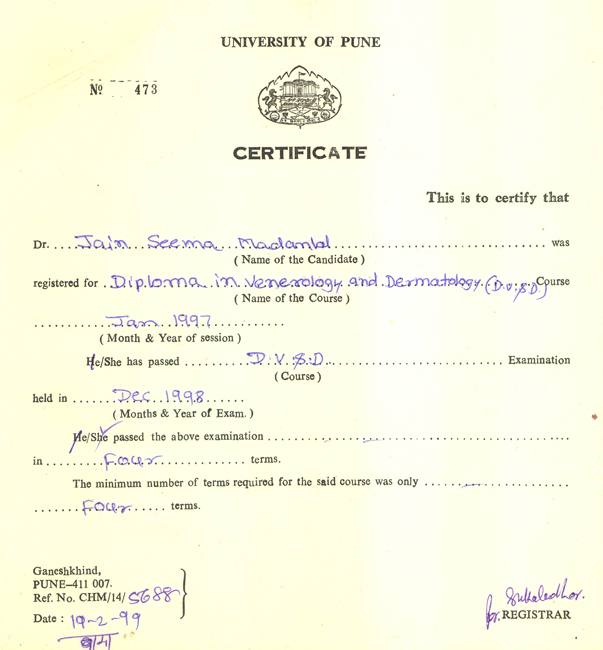 UNIVERSITY OF PUNE
Nº 473
CERTIFICATE
This is to certify that
Dr. Jain Seema Madanlal was
(Name of the Candidate)
registered for Diploma in Venerology and Dermatology (D.V.&D.) Course
(Name of the Course)
Jan 1997
(Month & Year of session)
He/She has passed D.V.&D. Examination
(Course)
held in Dec 1998
(Months & Year of Exam.)
He/She passed the above examination
in Four terms.
The minimum number of terms required for the said course was only
Four terms.
Ganeshkhind,
PUNE–411 007.
Ref. No. CHM/14/ 5688
Date : 19-2-99
for REGISTRAR